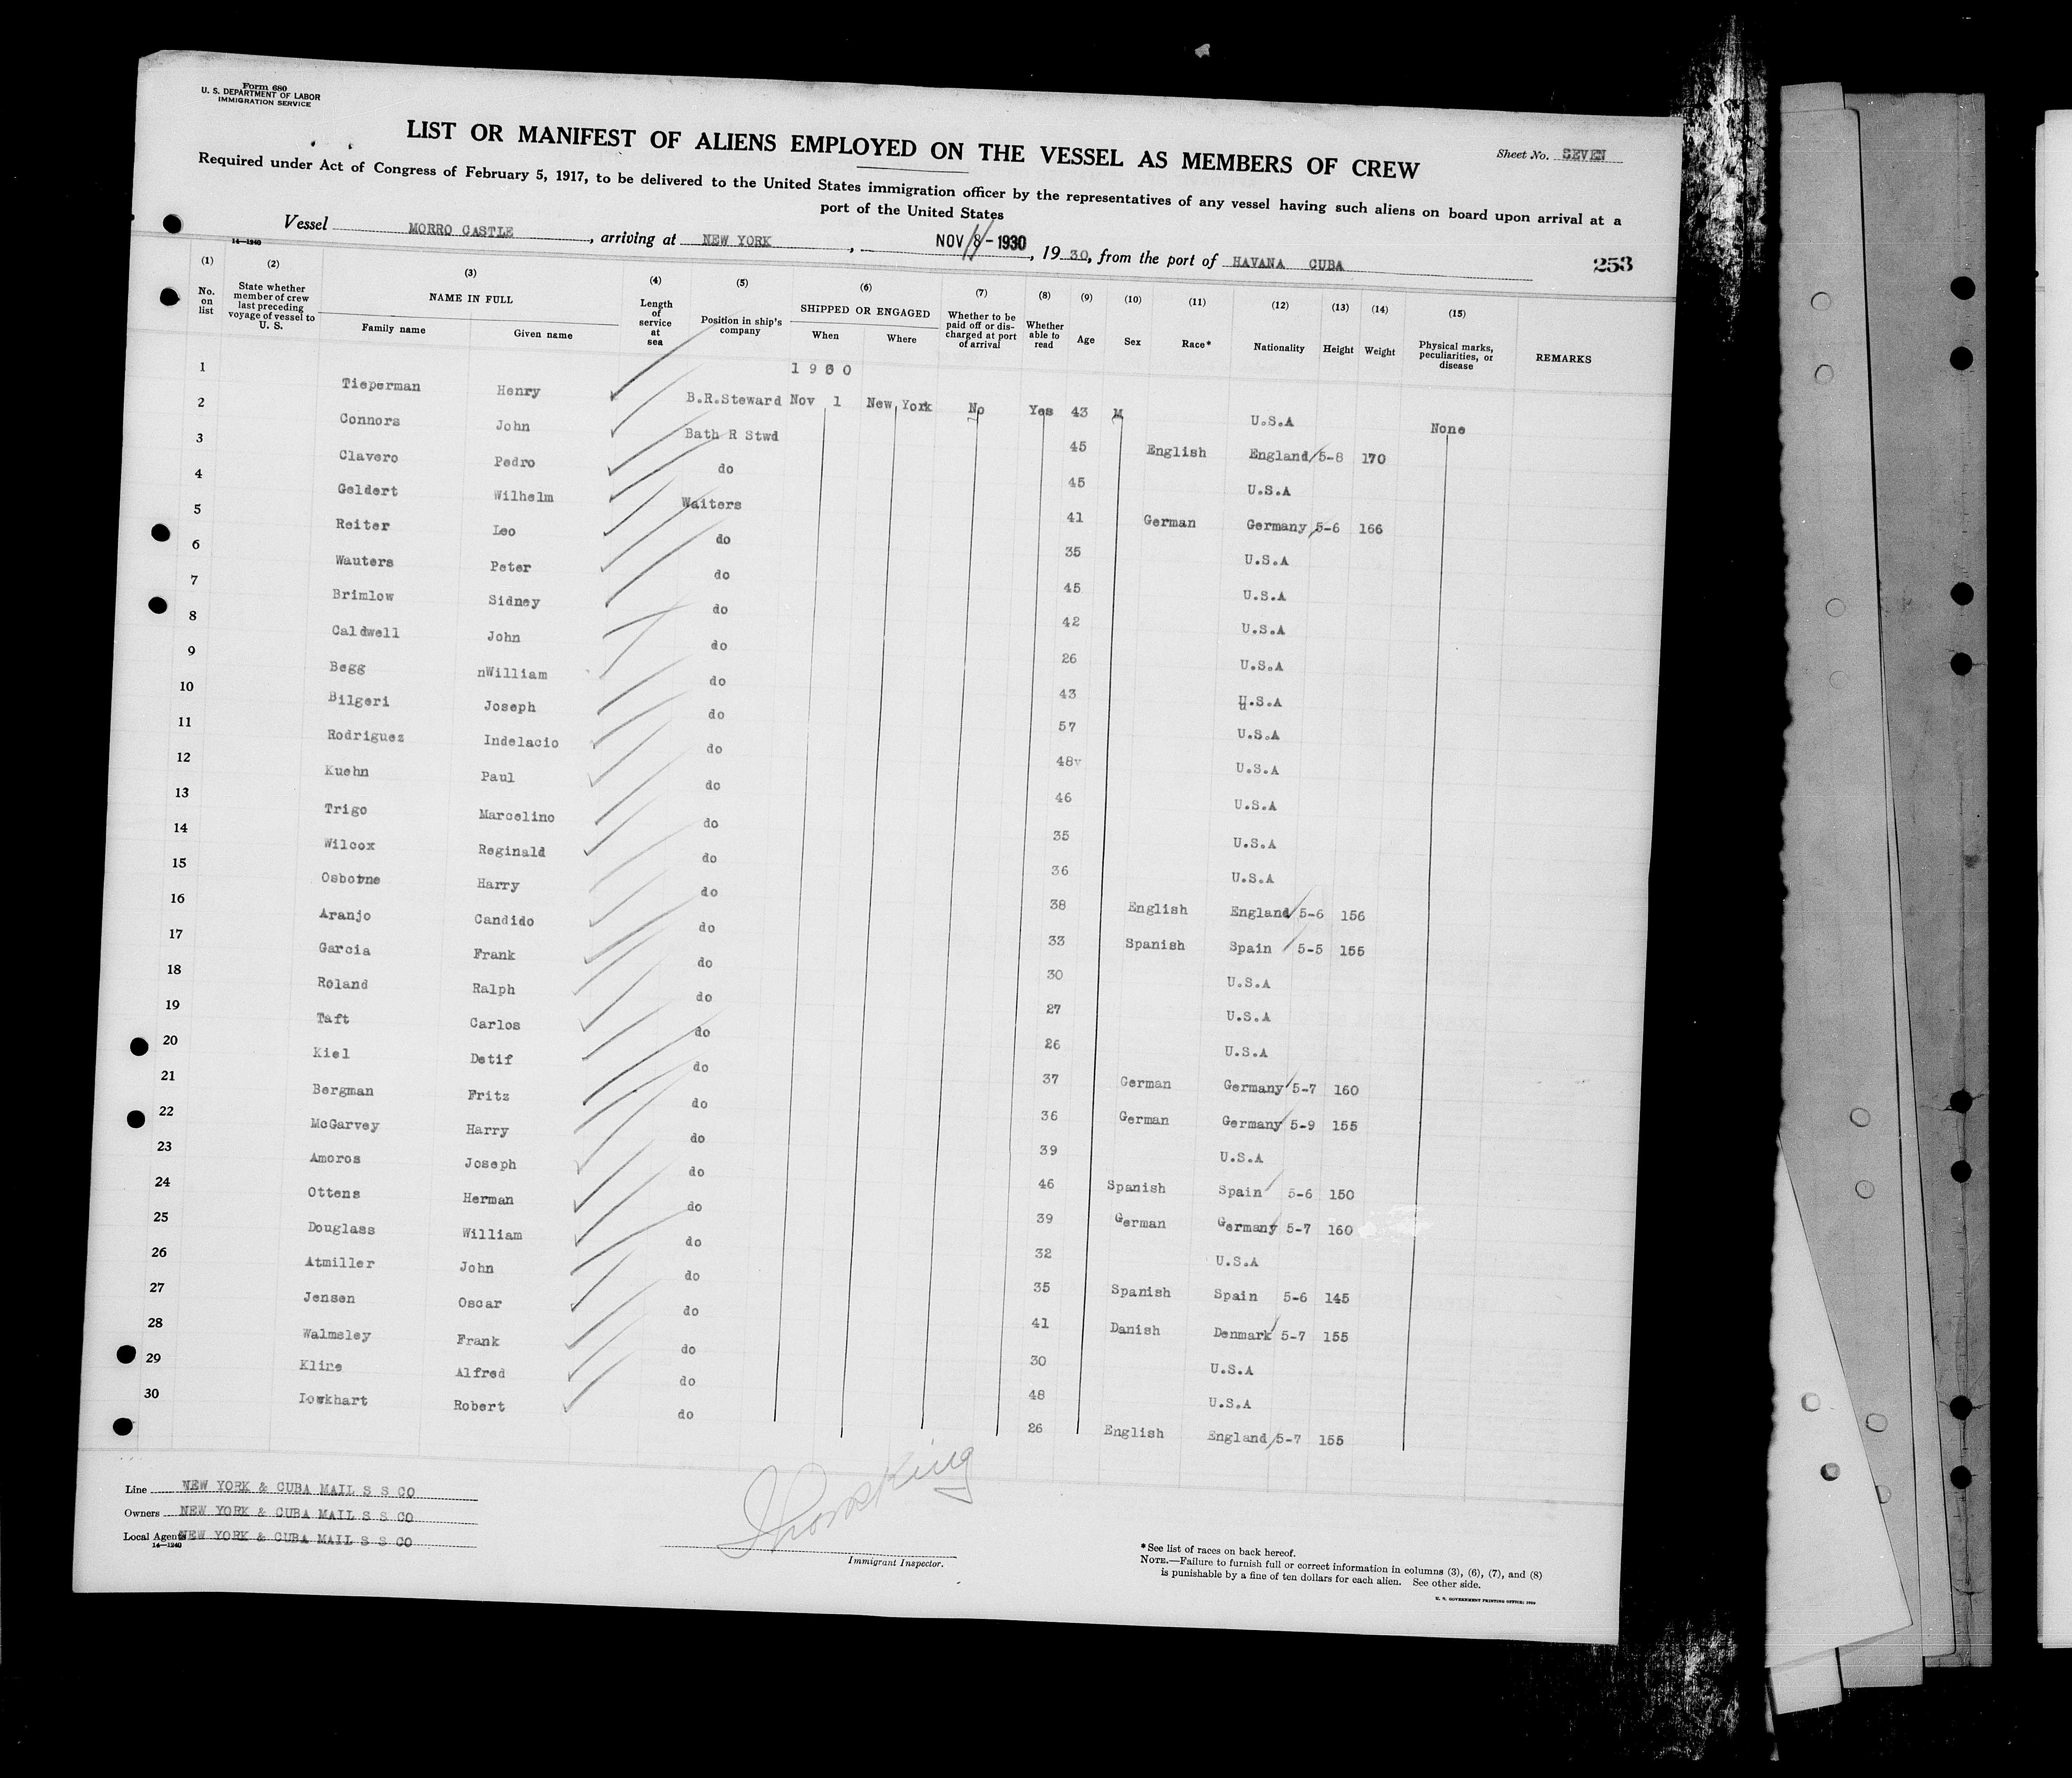 Form 680
U. S. DEPARTMENT OF LABOR
IMMIGRATION SERVICE
LIST OR MANIFEST OF ALIENS EMPLOYED ON THE VESSEL AS MEMBERS OF CREW
Sheet No. SEVEN
Required under Act of Congress of February 5, 1917, to be delivered to the United States immigration officer by the representatives of any vessel having such aliens on board upon arrival at a
port of the United States
Vessel MORRO CASTLE, arriving at NEW YORK, NOV 8 - 1930, 19 30, from the port of HAVANA CUBA
14—1240
253
(1) No. on list
(2) State whether member of crew last preceding voyage of vessel to U. S.
(3) NAME IN FULL Family name Given name
(4) Length of service at sea
(5) Position in ship's company
(6) SHIPPED OR ENGAGED When Where
(7) Whether to be paid off or discharged at port of arrival
(8) Whether able to read
(9) Age
(10) Sex
(11) Race*
(12) Nationality
(13) Height
(14) Weight
(15) Physical marks, peculiarities, or disease
REMARKS
1930
1 Tieperman Henry B.R.Steward Nov 1 New York No Yes 43 M U.S.A None
2 Connors John Bath R Stwd 45 English England 5-8 170
3 Clavero Pedro do 45 U.S.A
4 Geldert Wilhelm Waiters 41 German Germany 5-6 166
5 Reiter Leo do 35 U.S.A
6 Wauters Peter do 45 U.S.A
7 Brimlow Sidney do 42 U.S.A
8 Caldwell John do 26 U.S.A
9 Begg nWilliam do 43 U.S.A
10 Bilgeri Joseph do 57 U.S.A
11 Rodriguez Indelacio do 48v U.S.A
12 Kuehn Paul do 46 U.S.A
13 Trigo Marcelino do 35 U.S.A
14 Wilcox Reginald do 36 U.S.A
15 Osborne Harry do 38 English England 5-6 156
16 Aranjo Candido do 33 Spanish Spain 5-5 155
17 Garcia Frank do 30 U.S.A
18 Roland Ralph do 27 U.S.A
19 Taft Carlos do 26 U.S.A
20 Kiel Detif do 37 German Germany 5-7 160
21 Bergman Fritz do 36 German Germany 5-9 155
22 McGarvey Harry do 39 U.S.A
23 Amoros Joseph do 46 Spanish Spain 5-6 150
24 Ottens Herman do 39 German Germany 5-7 160
25 Douglass William do 32 U.S.A
26 Atmiller John do 35 Spanish Spain 5-6 145
27 Jensen Oscar do 41 Danish Denmark 5-7 155
28 Walmsley Frank do 30 U.S.A
29 Kline Alfred do 48 U.S.A
30 Robert do 26 English England 5-7 155
Line NEW YORK & CUBA MAIL S S CO
Owners NEW YORK & CUBA MAIL S S CO
Local Agents NEW YORK & CUBA MAIL S S CO
14—1240
Immigrant Inspector.
*See list of races on back hereof.
NOTE.—Failure to furnish full or correct information in columns (3), (6), (7), and (8)
is punishable by a fine of ten dollars for each alien. See other side.